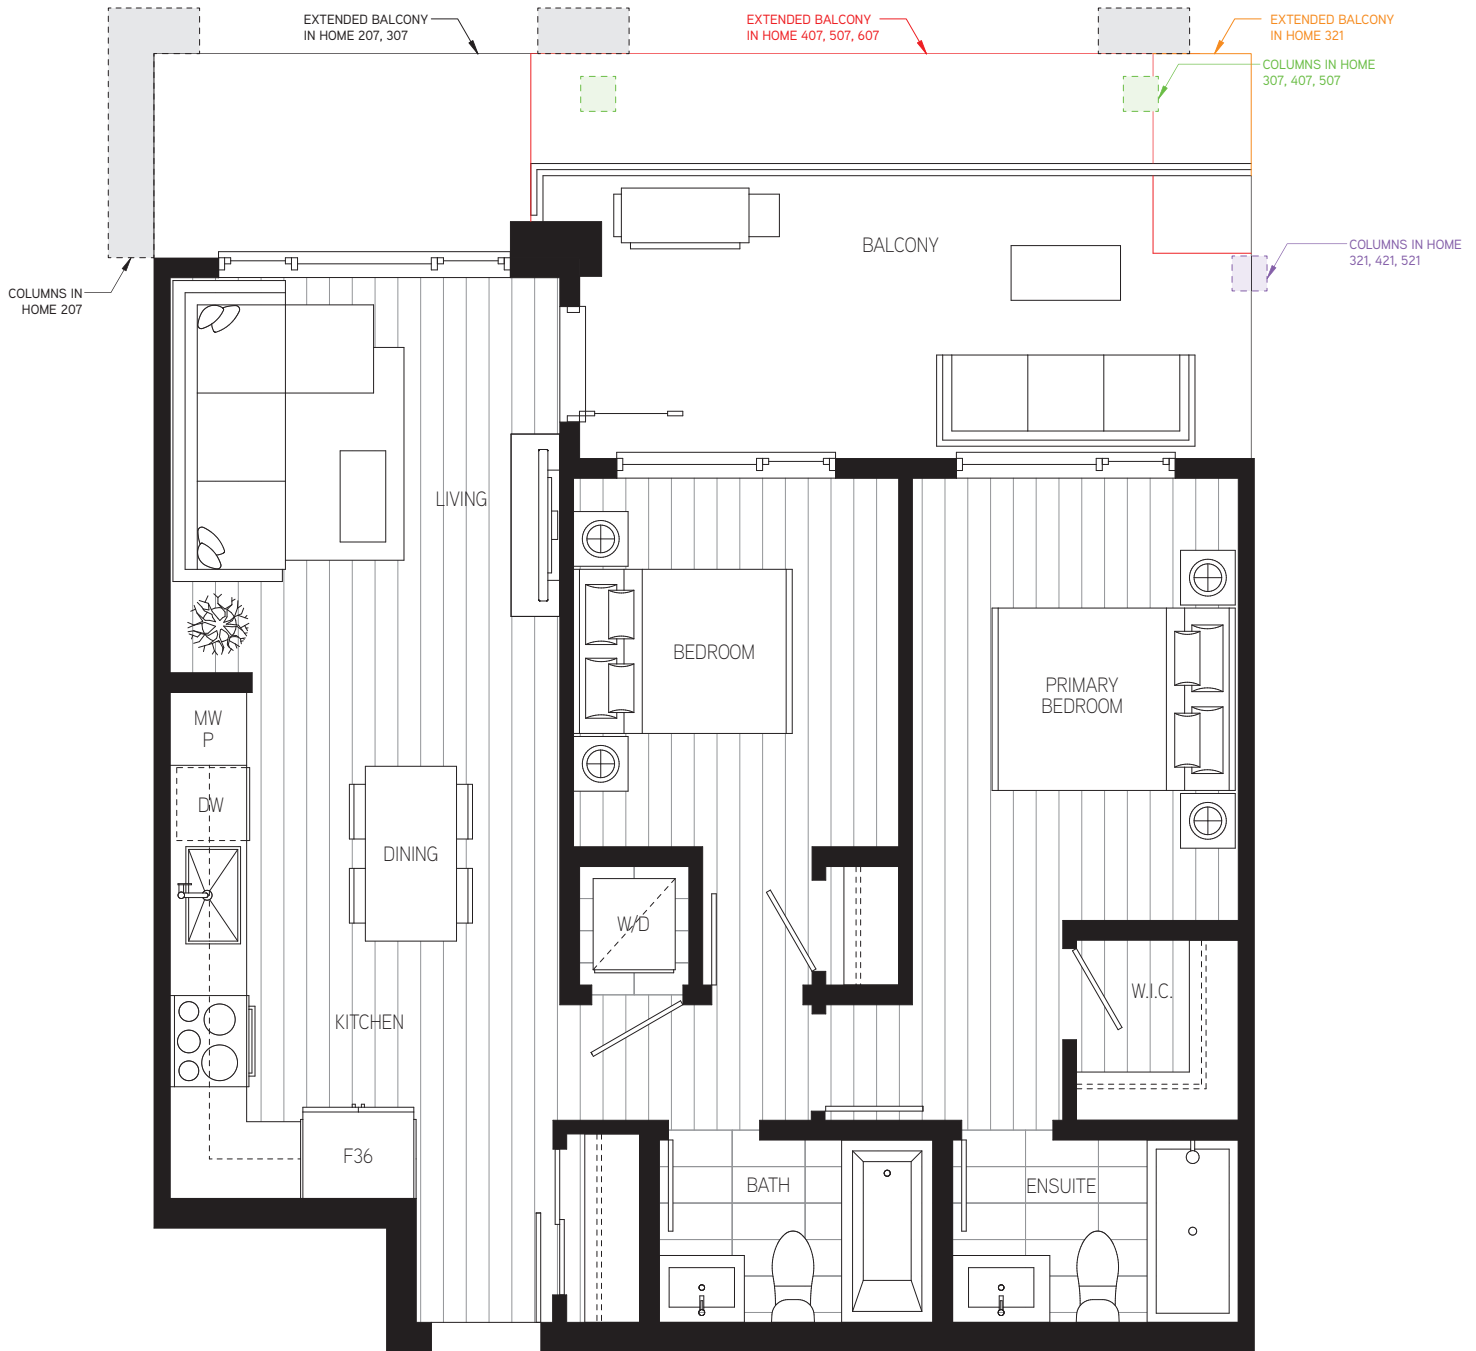 EXTENDED BALCONY
IN HOME 207, 307
EXTENDED BALCONY
IN HOME 407, 507, 607
EXTENDED BALCONY
IN HOME 321
COLUMNS IN HOME
307, 407, 507
BALCONY
COLUMNS IN HOME
321, 421, 521
COLUMNS IN
HOME 207
LIVING
BEDROOM
PRIMARY
BEDROOM
MW
P
DW
DINING
W/D
W.I.C.
KITCHEN
F36
BATH
ENSUITE